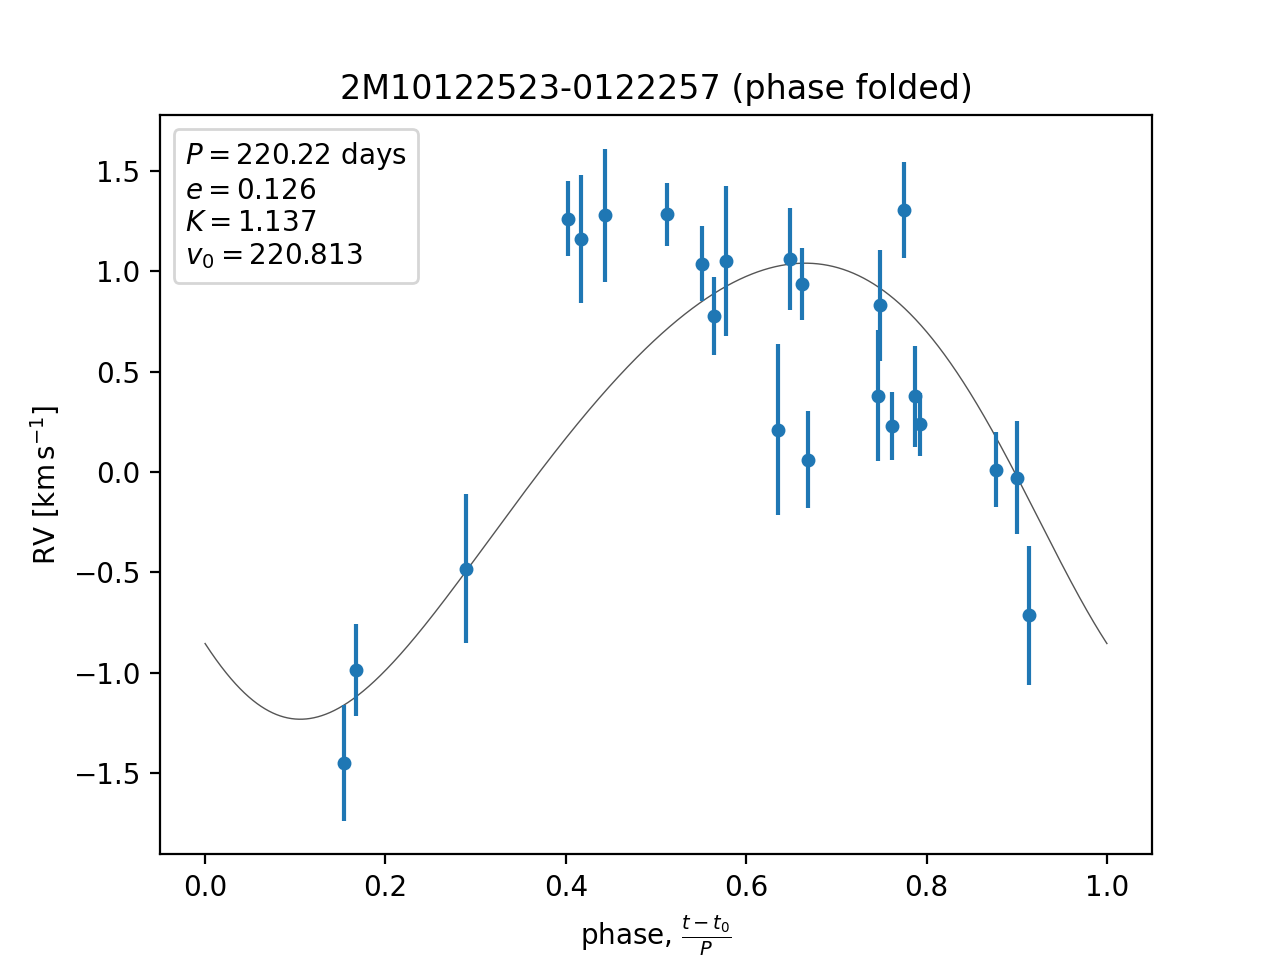 2M10122523-0122257 (phase folded)
P = 220.22 days
e = 0.126
K = 1.137
v₀ = 220.813
1.5
1.0
0.5
0.0
−0.5
−1.0
−1.5
RV [km s⁻¹]
0.0 0.2 0.4 0.6 0.8 1.0
phase, (t − t₀)/P